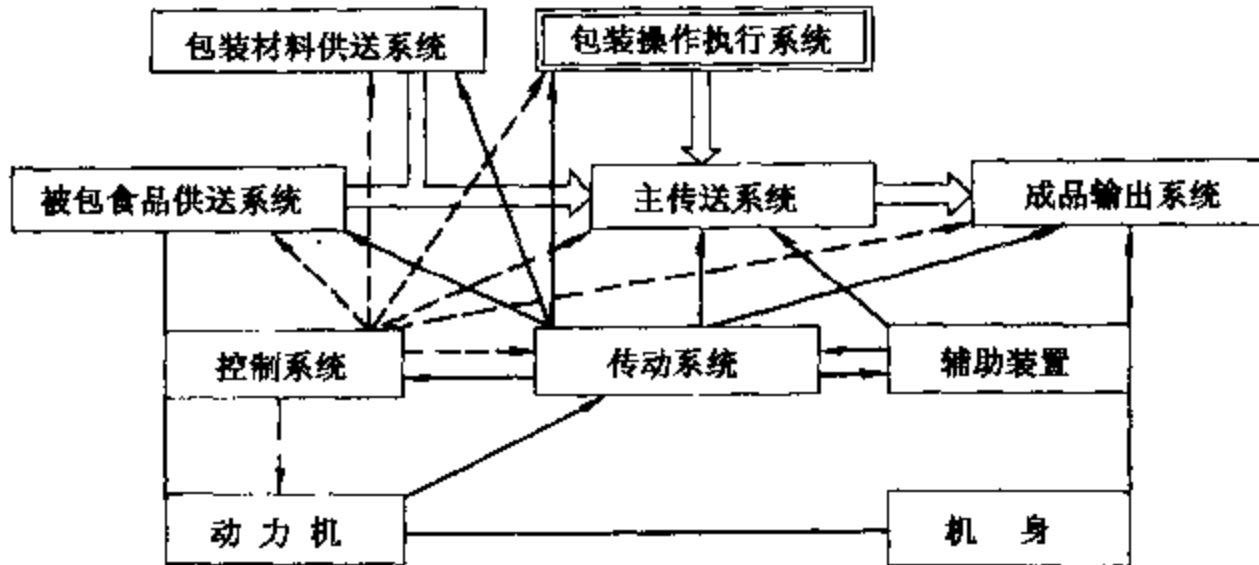 包装材料供送系统
包装操作执行系统
被包食品供送系统
主传送系统
成品输出系统
控制系统
传动系统
辅助装置
动力机
机身